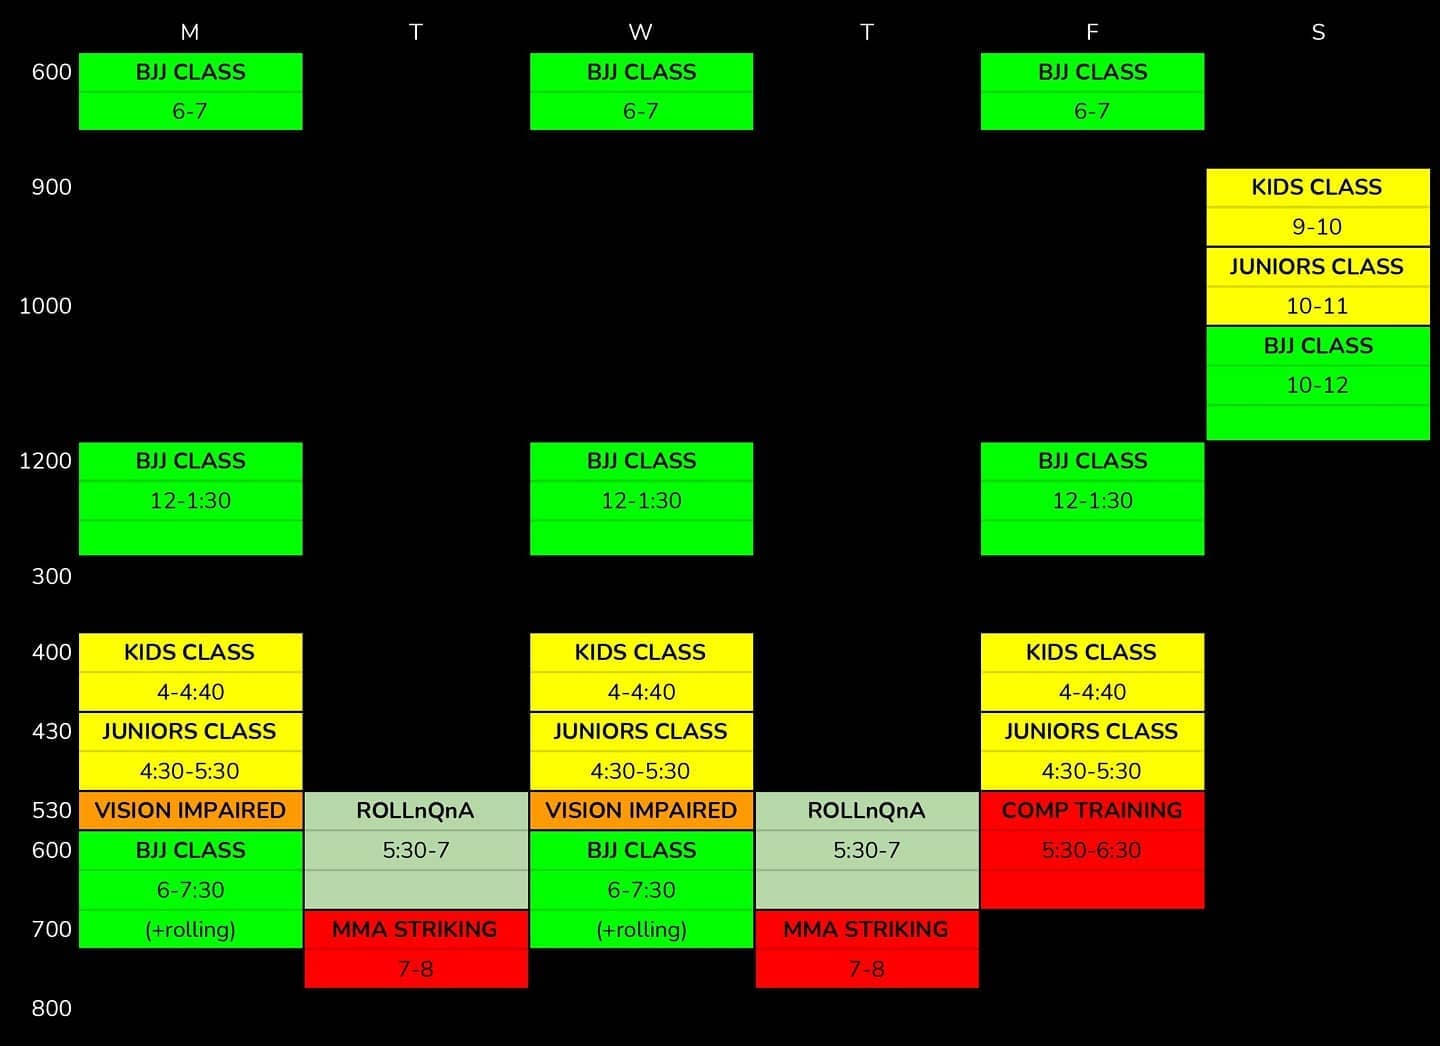 M T W T F S
600 BJJ CLASS BJJ CLASS BJJ CLASS
6-7 6-7 6-7
900 KIDS CLASS
9-10
JUNIORS CLASS
1000 10-11
BJJ CLASS
10-12
1200 BJJ CLASS BJJ CLASS BJJ CLASS
12-1:30 12-1:30 12-1:30
300
400 KIDS CLASS KIDS CLASS KIDS CLASS
4-4:40 4-4:40 4-4:40
430 JUNIORS CLASS JUNIORS CLASS JUNIORS CLASS
4:30-5:30 4:30-5:30 4:30-5:30
530 VISION IMPAIRED ROLLnQnA VISION IMPAIRED ROLLnQnA COMP TRAINING
600 BJJ CLASS 5:30-7 BJJ CLASS 5:30-7 5:30-6:30
6-7:30 6-7:30
700 (+rolling) MMA STRIKING (+rolling) MMA STRIKING
7-8 7-8
800